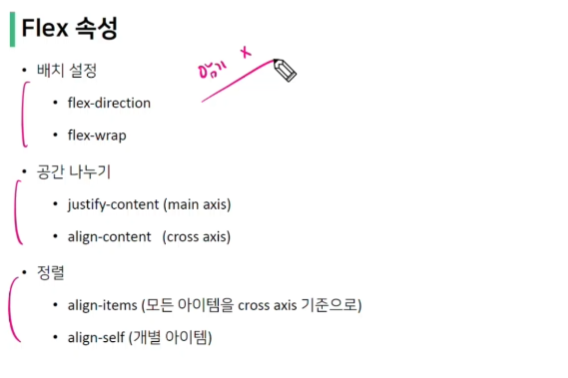 Flex 속성
• 배치 설정
• flex-direction
• flex-wrap
• 공간 나누기
• justify-content (main axis)
• align-content (cross axis)
• 정렬
• align-items (모든 아이템을 cross axis 기준으로)
• align-self (개별 아이템)